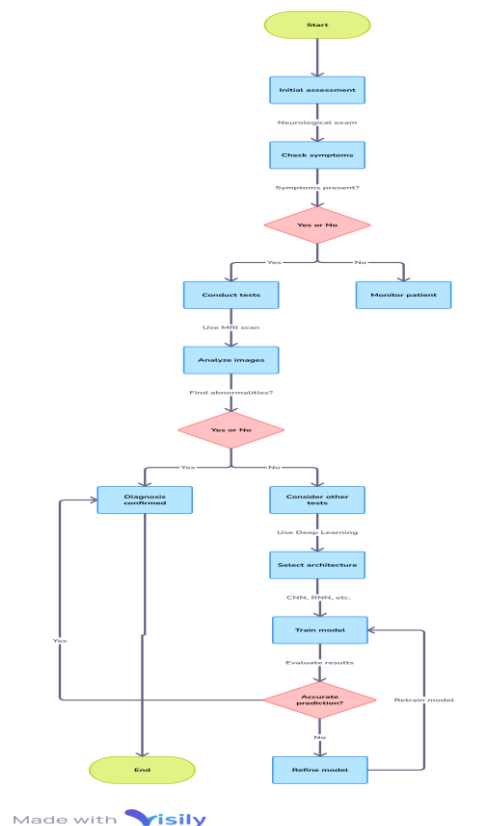 Start
Initial assessment
Neurological exam
Check symptoms
Symptoms present?
Yes or No
Yes
No
Conduct tests
Monitor patient
Use MRI scan
Analyze images
Find abnormalities?
Yes or No
Yes
No
Diagnosis
confirmed
Consider other
tests
Use Deep Learning
Select architecture
CNN, RNN, etc.
Train model
Yes
Evaluate results
Accurate
prediction?
Retrain model
No
End
Refine model
Made with Visily